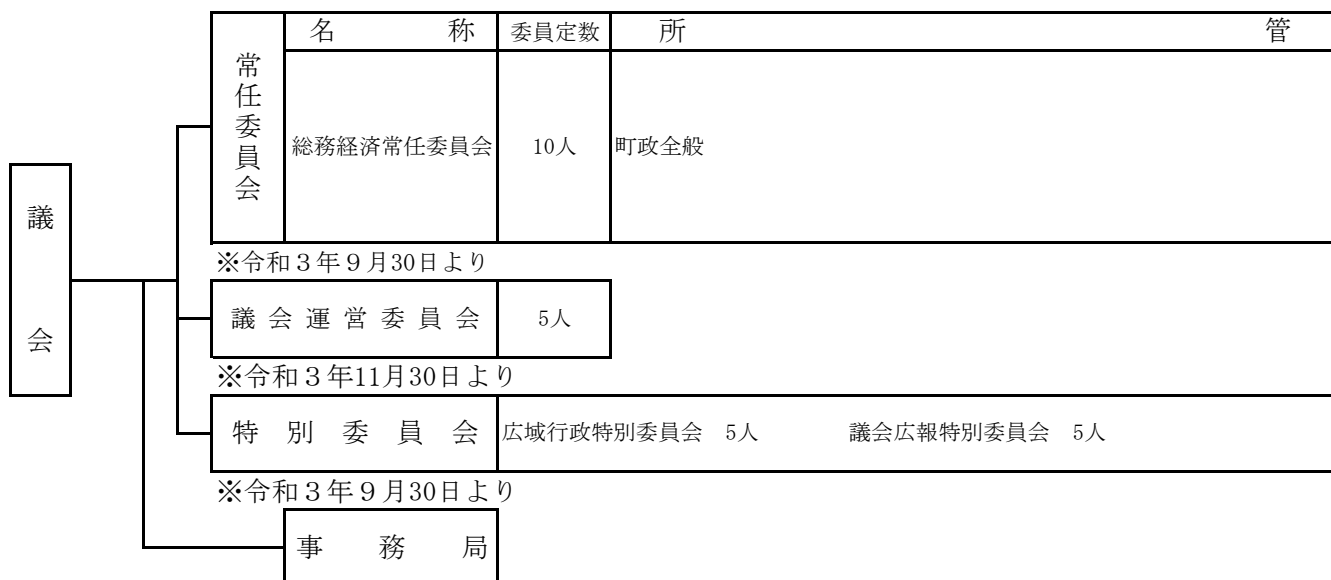 議会
常任委員会
名称 委員定数 所管
総務経済常任委員会 10人 町政全般
※令和３年９月30日より
議会運営委員会 5人
※令和３年11月30日より
特別委員会 広域行政特別委員会 5人 議会広報特別委員会 5人
※令和３年９月30日より
事務局